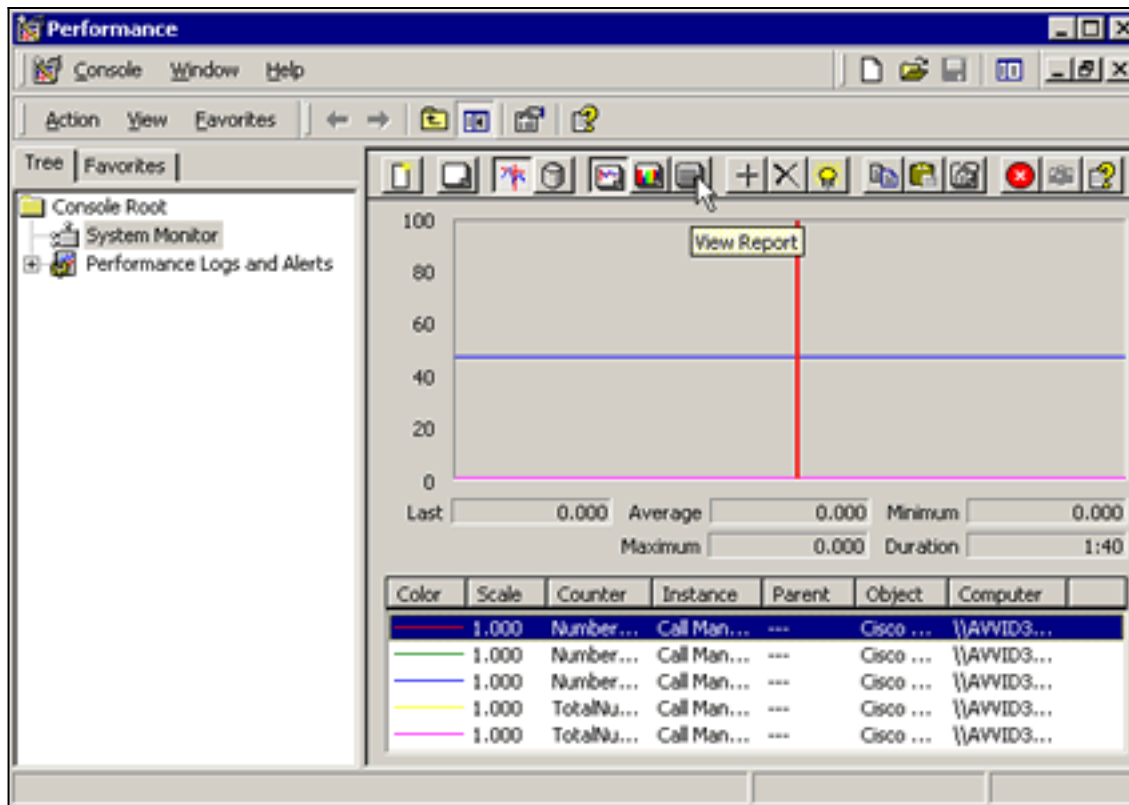 Performance
Console Window Help
Action View Favorites
Tree Favorites
Console Root
System Monitor
Performance Logs and Alerts
View Report
100
80
60
40
20
0
Last 0.000 Average 0.000 Minimum 0.000
Maximum 0.000 Duration 1:40
Color Scale Counter Instance Parent Object Computer
1.000 Number... Call Man... --- Cisco ... \\AVVID3...
1.000 Number... Call Man... --- Cisco ... \\AVVID3...
1.000 Number... Call Man... --- Cisco ... \\AVVID3...
1.000 TotalNu... Call Man... --- Cisco ... \\AVVID3...
1.000 TotalNu... Call Man... --- Cisco ... \\AVVID3...